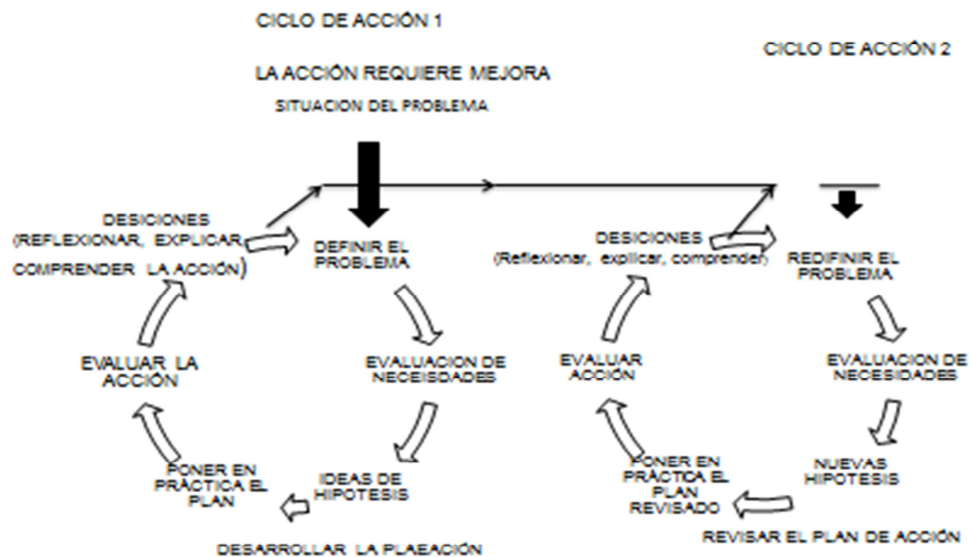 CICLO DE ACCIÓN 1
LA ACCIÓN REQUIERE MEJORA
SITUACION DEL PROBLEMA
DESICIONES
(REFLEXIONAR, EXPLICAR,
COMPRENDER LA ACCIÓN)
DEFINIR EL
PROBLEMA
EVALUACION DE
NECEISDADES
IDEAS DE
HIPOTESIS
DESARROLLAR LA PLAEACIÓN
PONER EN
PRÁCTICA EL
PLAN
EVALUAR LA
ACCIÓN
CICLO DE ACCIÓN 2
DESICIONES
(Reflexionar, explicar, comprender)
REDIFINIR EL
PROBLEMA
EVALUACION DE
NECESIDADES
NUEVAS
HIPOTESIS
REVISAR EL PLAN DE ACCIÓN
PONER EN
PRÁCTICA EL
PLAN
REVISADO
EVALUAR
ACCIÓN